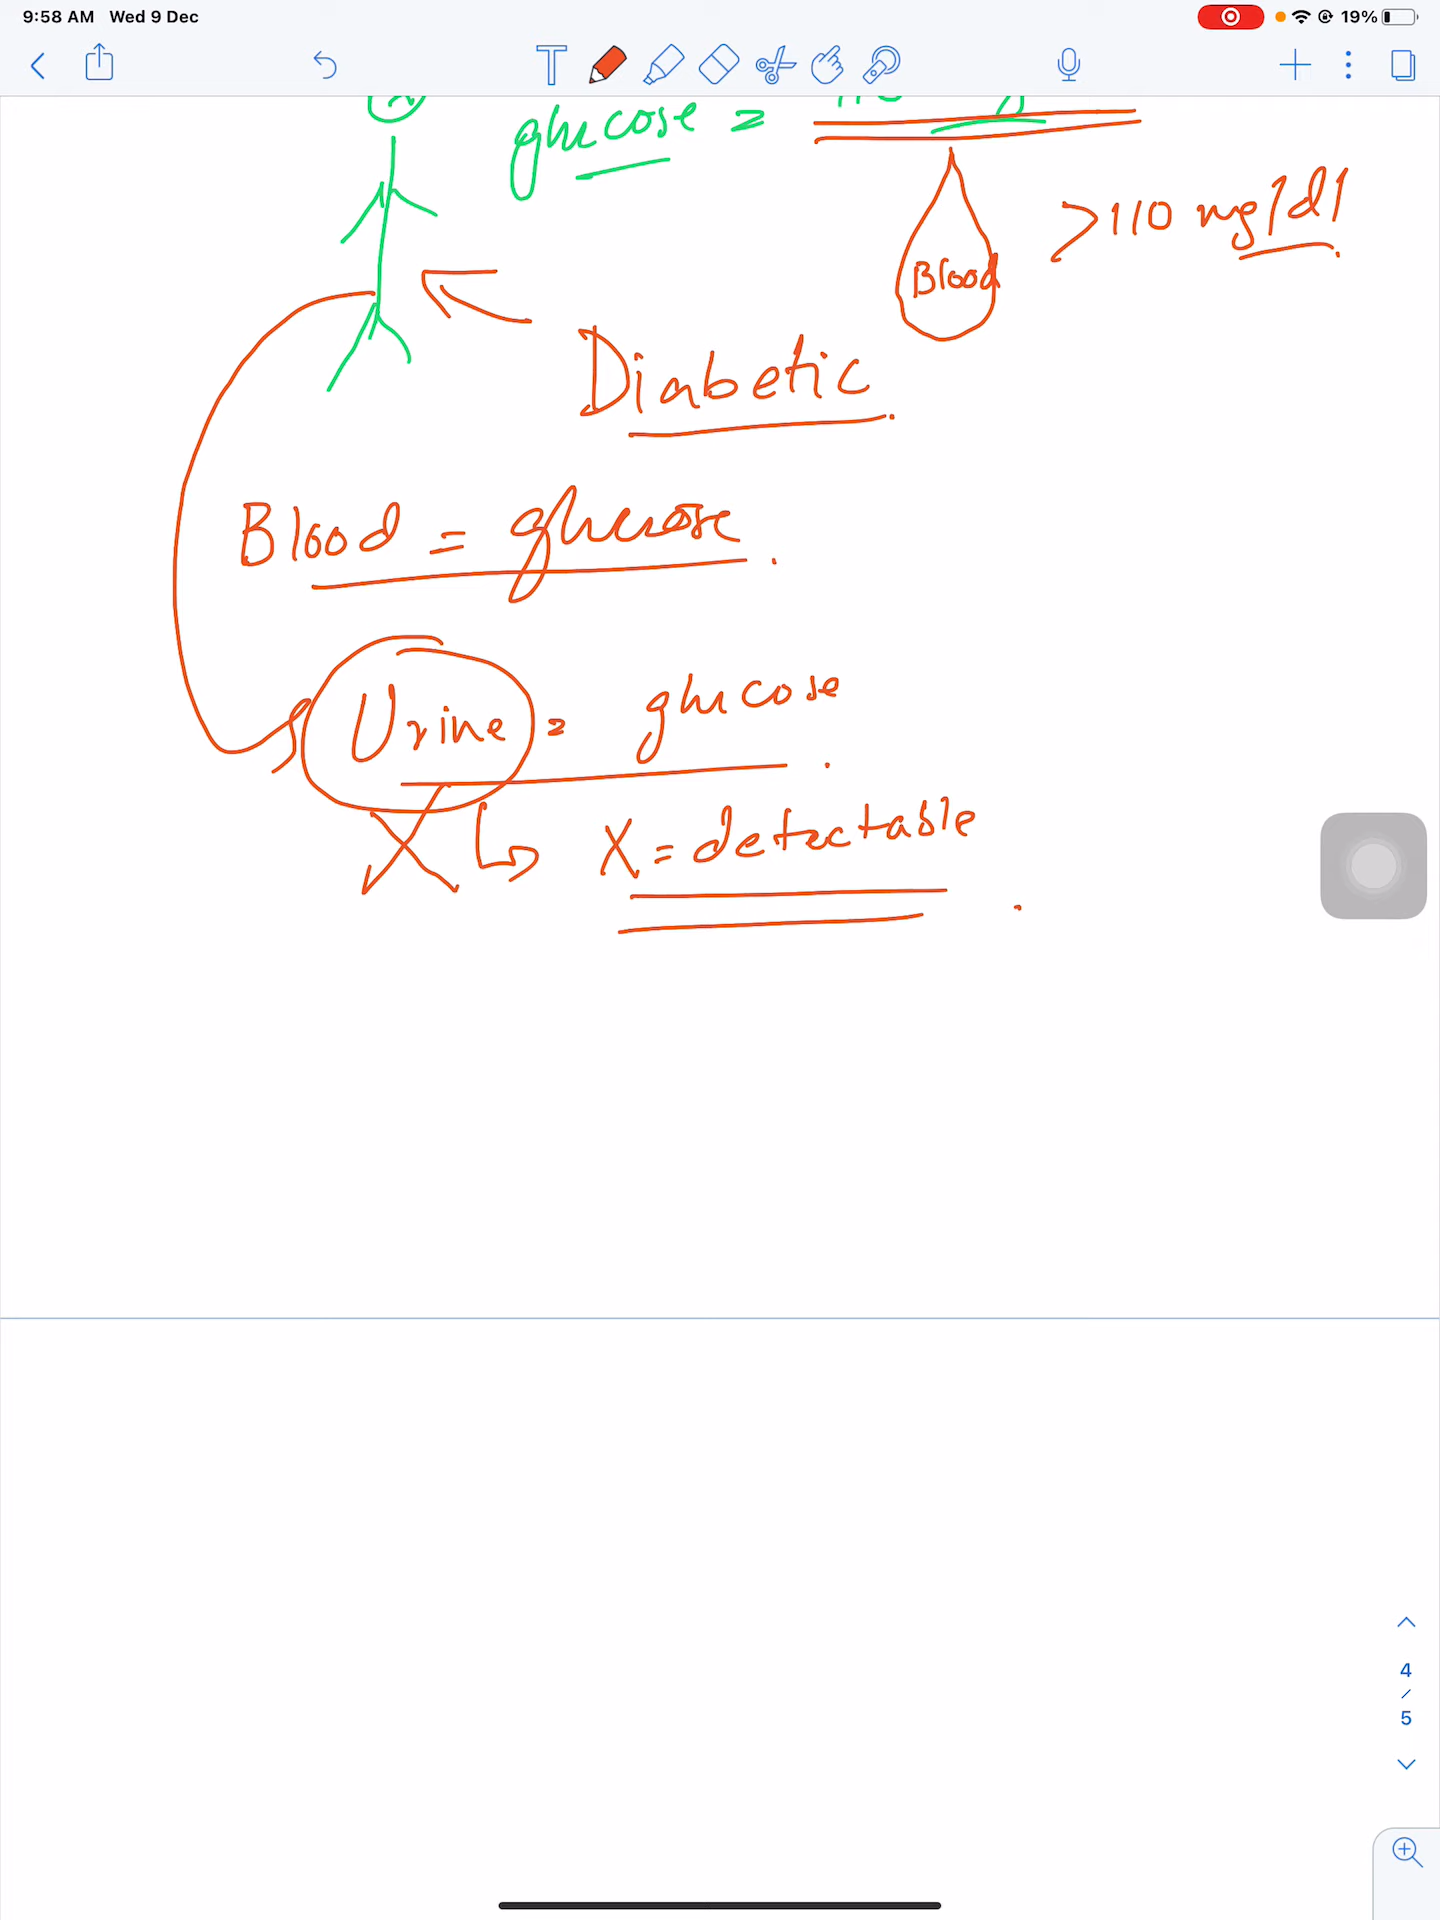 9:58 AM Wed 9 Dec
19%
T
glucose =
>110 mg/dl
Blood
Diabetic
Blood = glucose
Urine = glucose
X = detectable
4
/
5